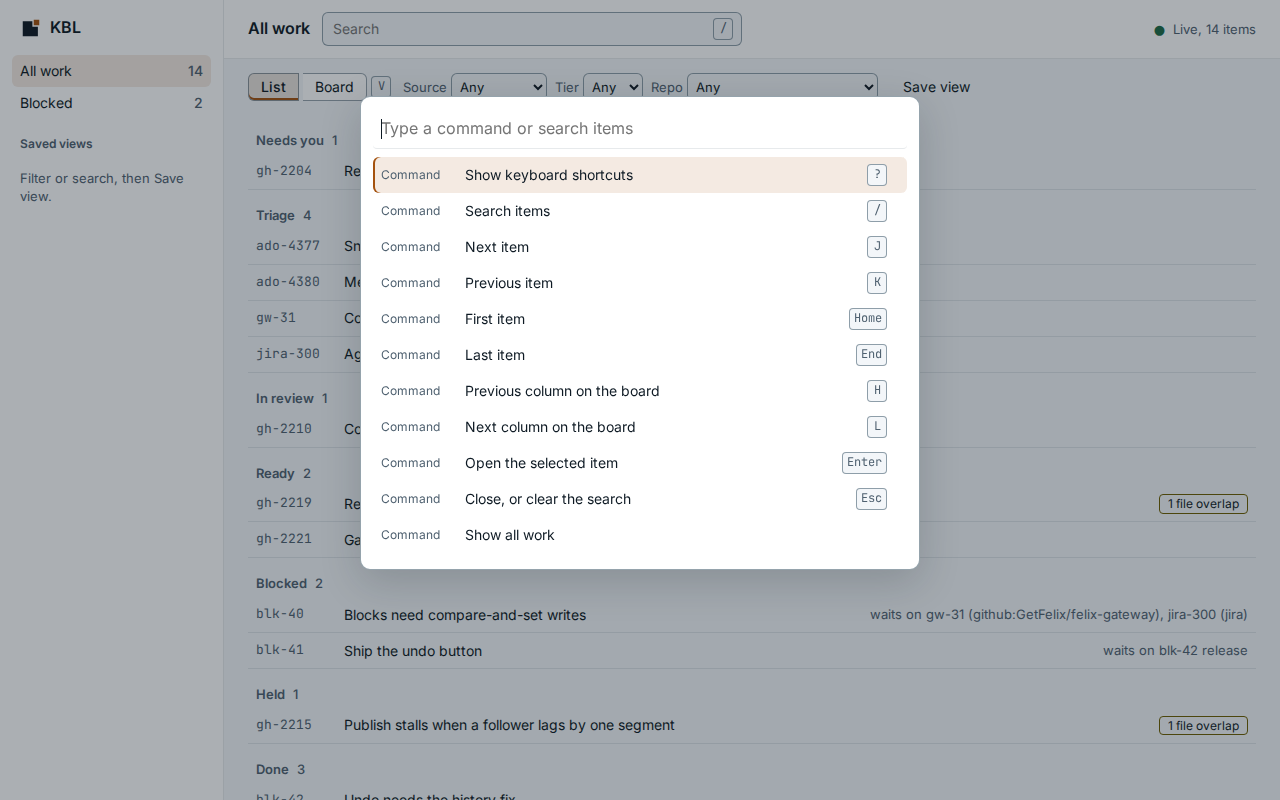 KBL
All work
Search
/
Live, 14 items
All work 14
Blocked 2
Saved views
Filter or search, then Save
view.
List
Board
V
Source
Any
Tier
Any
Repo
Any
Save view
Type a command or search items
Command Show keyboard shortcuts ?
Command Search items /
Command Next item J
Command Previous item K
Command First item Home
Command Last item End
Command Previous column on the board H
Command Next column on the board L
Command Open the selected item Enter
Command Close, or clear the search Esc
Command Show all work
Needs you 1
gh-2204
Triage 4
ado-4377
ado-4380
gw-31
jira-300
In review 1
gh-2210
Ready 2
gh-2219 1 file overlap
gh-2221
Blocked 2
blk-40 Blocks need compare-and-set writes waits on gw-31 (github:GetFelix/felix-gateway), jira-300 (jira)
blk-41 Ship the undo button waits on blk-42 release
Held 1
gh-2215 Publish stalls when a follower lags by one segment 1 file overlap
Done 3
blk-42 Undo needs the history fix